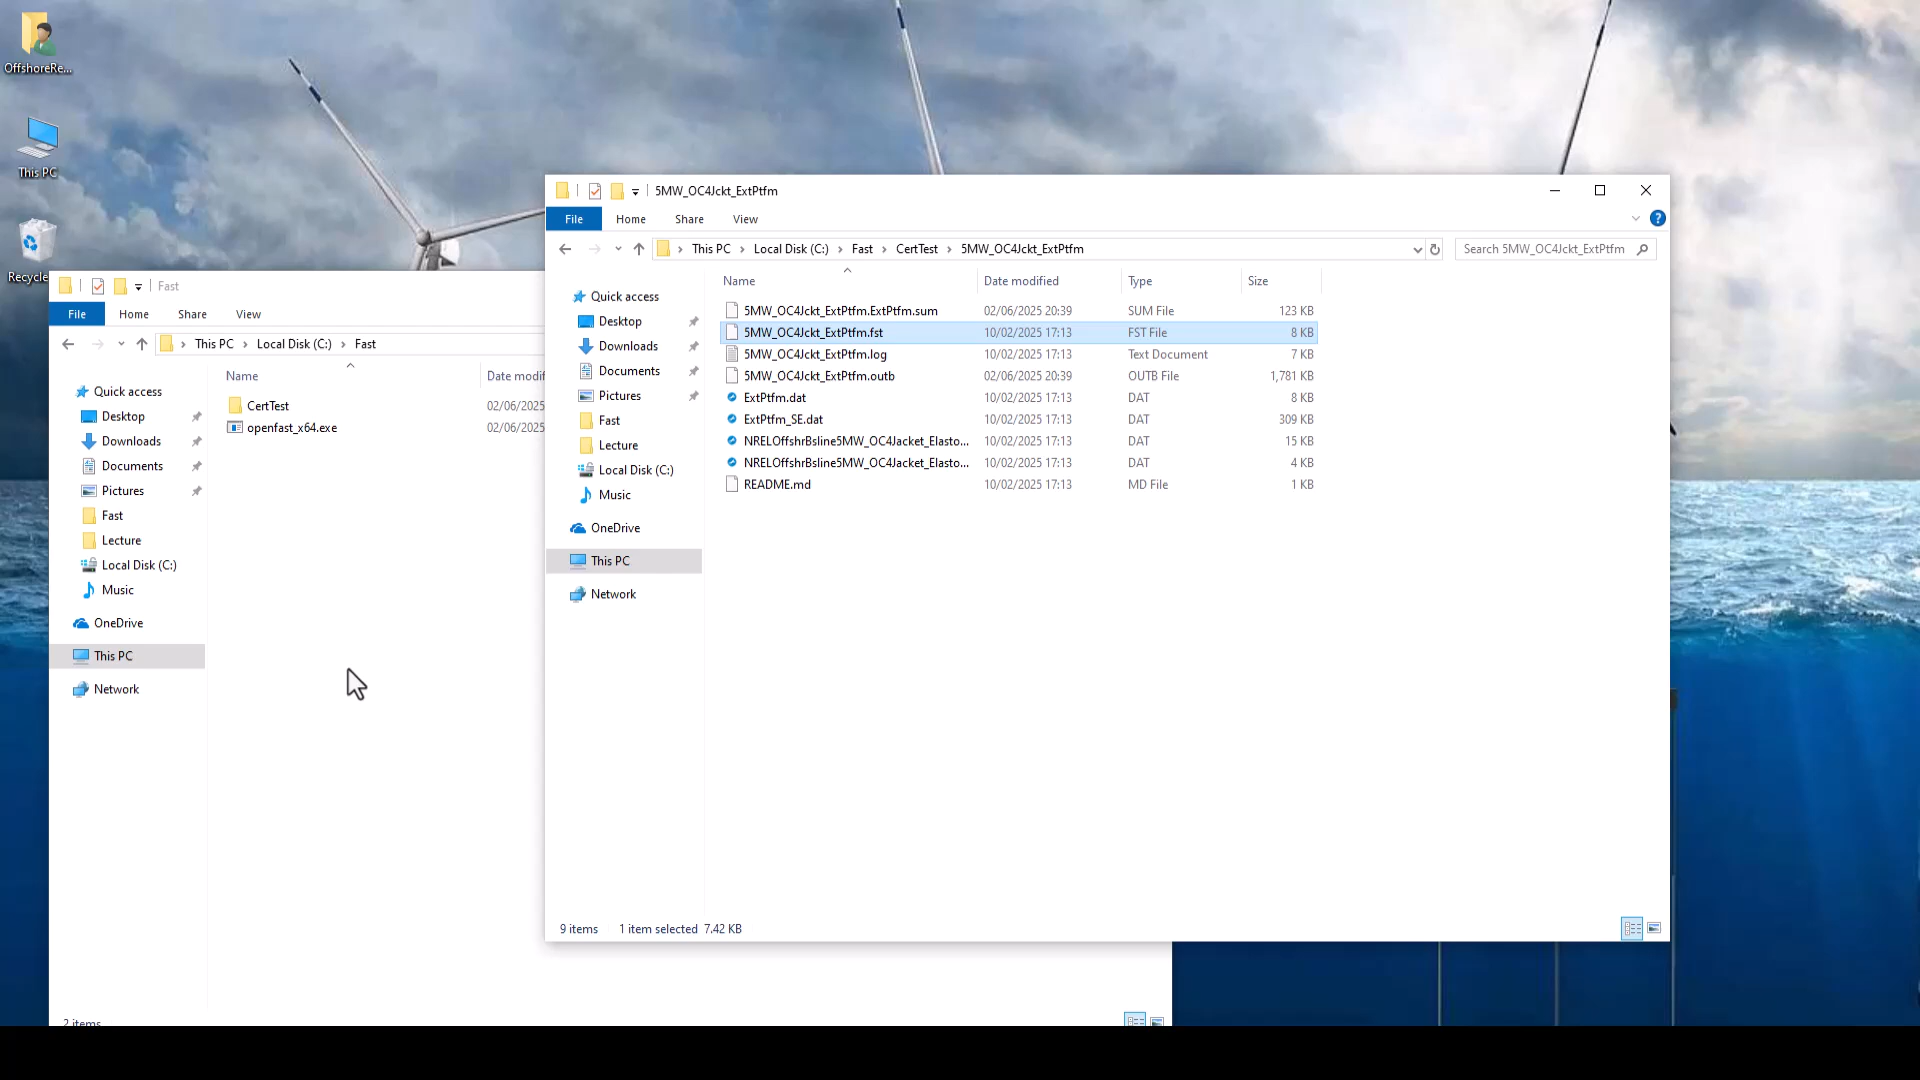 OffshoreRe...
This PC
Recycle
Fast
File Home Share View
This PC Local Disk (C:) Fast
Name Date modif
Quick access
Desktop
Downloads
Documents
Pictures
Fast
Lecture
Local Disk (C:)
Music
OneDrive
This PC
Network
CertTest 02/06/2025
openfast_x64.exe 02/06/2025
2 items
5MW_OC4Jckt_ExtPtfm
File Home Share View ?
This PC Local Disk (C:) Fast CertTest 5MW_OC4Jckt_ExtPtfm Search 5MW_OC4Jckt_ExtPtfm
Quick access
Desktop
Downloads
Documents
Pictures
Fast
Lecture
Local Disk (C:)
Music
OneDrive
This PC
Network
Name Date modified Type Size
5MW_OC4Jckt_ExtPtfm.ExtPtfm.sum 02/06/2025 20:39 SUM File 123 KB
5MW_OC4Jckt_ExtPtfm.fst 10/02/2025 17:13 FST File 8 KB
5MW_OC4Jckt_ExtPtfm.log 10/02/2025 17:13 Text Document 7 KB
5MW_OC4Jckt_ExtPtfm.outb 02/06/2025 20:39 OUTB File 1,781 KB
ExtPtfm.dat 10/02/2025 17:13 DAT 8 KB
ExtPtfm_SE.dat 10/02/2025 17:13 DAT 309 KB
NRELOffshrBsline5MW_OC4Jacket_Elasto... 10/02/2025 17:13 DAT 15 KB
NRELOffshrBsline5MW_OC4Jacket_Elasto... 10/02/2025 17:13 DAT 4 KB
README.md 10/02/2025 17:13 MD File 1 KB
9 items 1 item selected 7.42 KB